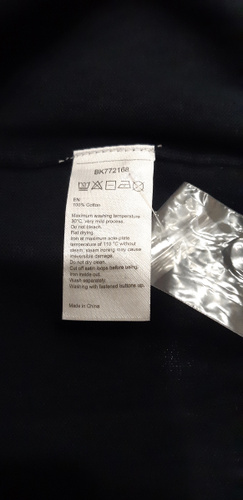 BK772168
EN:
100% Cotton
Maximum washing temperature
30°C, very mild process.
Do not bleach.
Flat drying.
Iron at maximum sole plate
temperature of 110 °C without
steam; steam ironing may cause
irreversible damage.
Do not dry clean.
Cut off satin loops before using.
Iron inside out.
Wash separately.
Washing with fastened buttons up.
Made in China